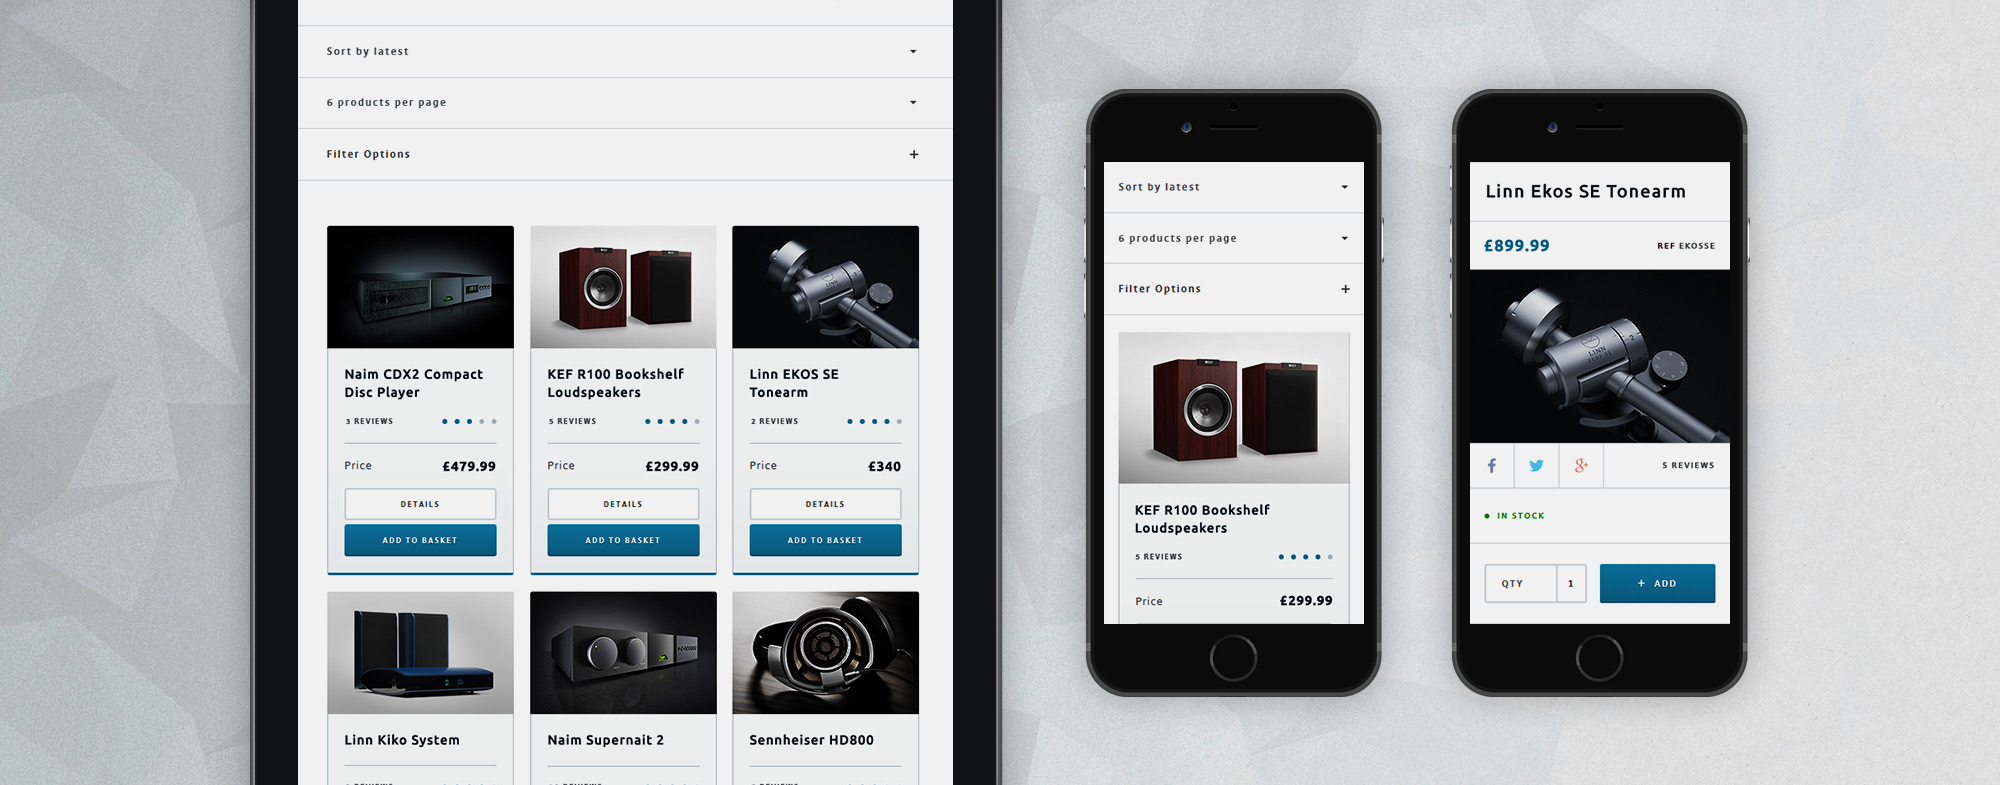 Sort by latest
6 products per page
Filter Options
Naim CDX2 Compact
Disc Player
3 REVIEWS
Price £479.99
DETAILS
ADD TO BASKET
KEF R100 Bookshelf
Loudspeakers
5 REVIEWS
Price £299.99
DETAILS
ADD TO BASKET
Linn EKOS SE
Tonearm
2 REVIEWS
Price £340
DETAILS
ADD TO BASKET
Linn Kiko System
Naim Supernait 2
Sennheiser HD800
Sort by latest
6 products per page
Filter Options
KEF R100 Bookshelf
Loudspeakers
5 REVIEWS
Price £299.99
Linn Ekos SE Tonearm
£899.99 REF EKOSSE
LINN
5 REVIEWS
IN STOCK
QTY 1
+ ADD